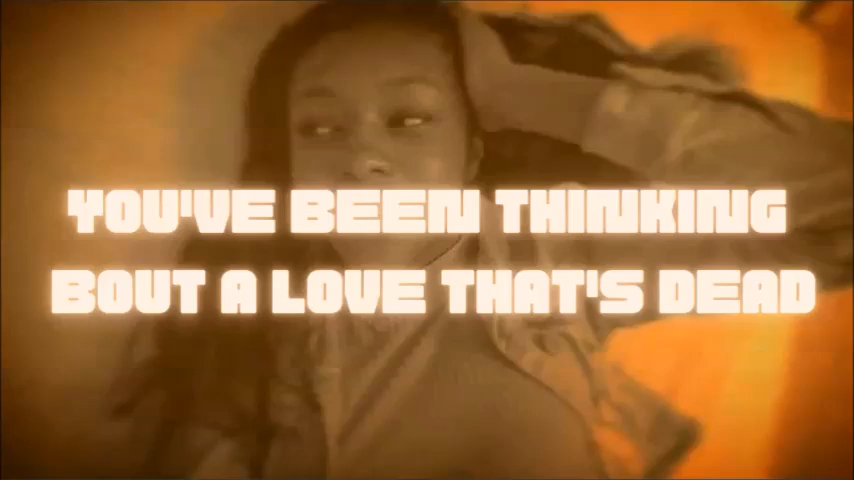 YOU'VE BEEN THINKING
BOUT A LOVE THAT'S DEAD